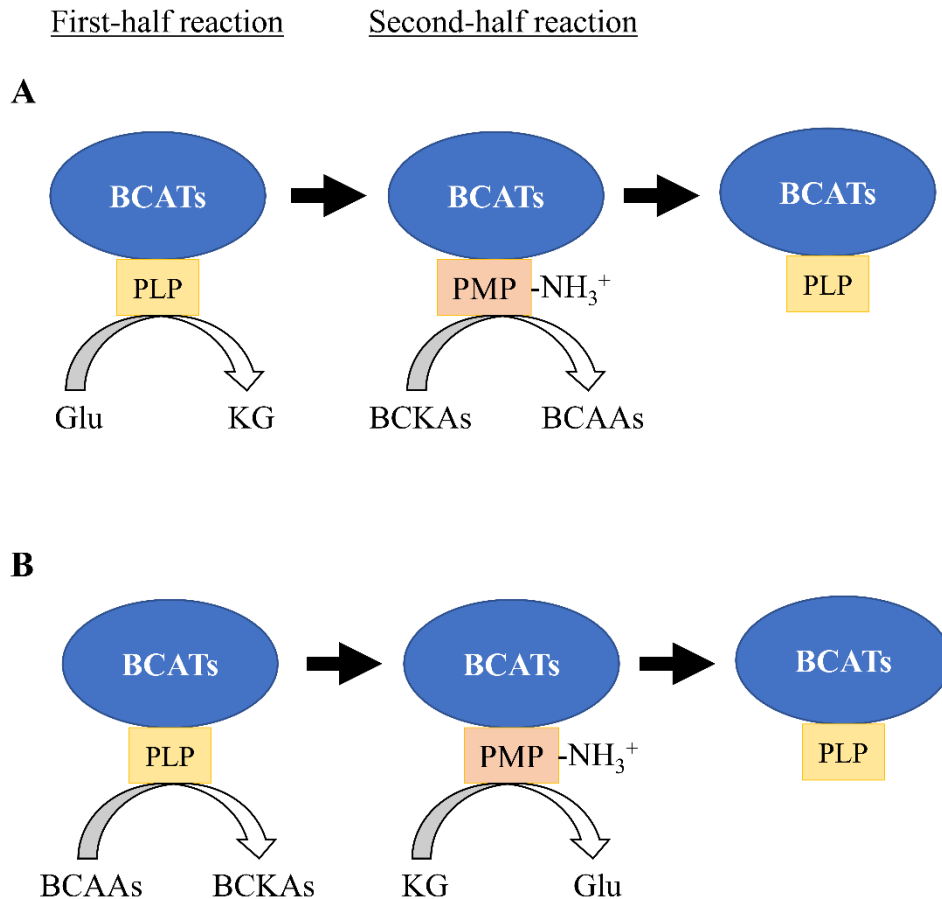 First-half reaction Second-half reaction
A
BCATs BCATs BCATs
PLP PMP -NH₃⁺ PLP
Glu KG BCKAs BCAAs
B
BCATs BCATs BCATs
PLP PMP -NH₃⁺ PLP
BCAAs BCKAs KG Glu